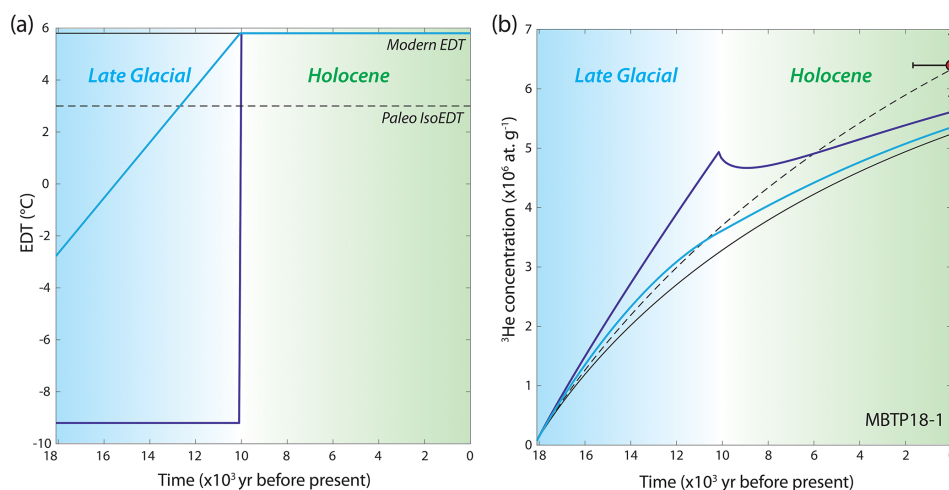 (a)
6
4
2
0
-2
-4
-6
-8
-10
EDT (°C)
Late Glacial
Holocene
Modern EDT
Paleo IsoEDT
18 16 14 12 10 8 6 4 2 0
Time (x10³ yr before present)
(b)
7
6
5
4
3
2
1
0
³He concentration (x10⁶ at. g⁻¹)
Late Glacial
Holocene
MBTP18-1
18 16 14 12 10 8 6 4 2 0
Time (x10³ yr before present)